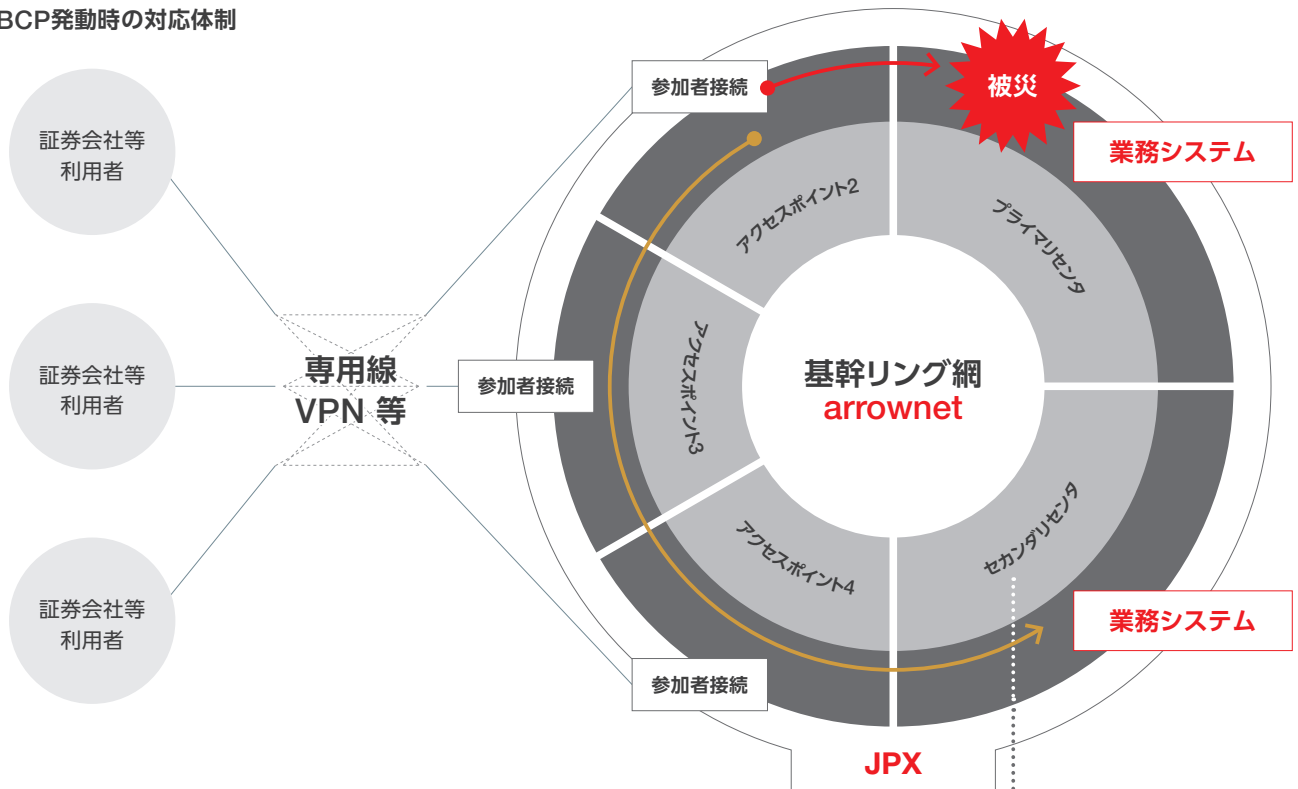 BCP発動時の対応体制
証券会社等
利用者
証券会社等
利用者
証券会社等
利用者
専用線
VPN 等
参加者接続
参加者接続
参加者接続
被災
業務システム
アクセスポイント2
プライマリセンタ
アクセスポイント3
基幹リング網
arrownet
アクセスポイント4
セカンダリセンタ
業務システム
JPX